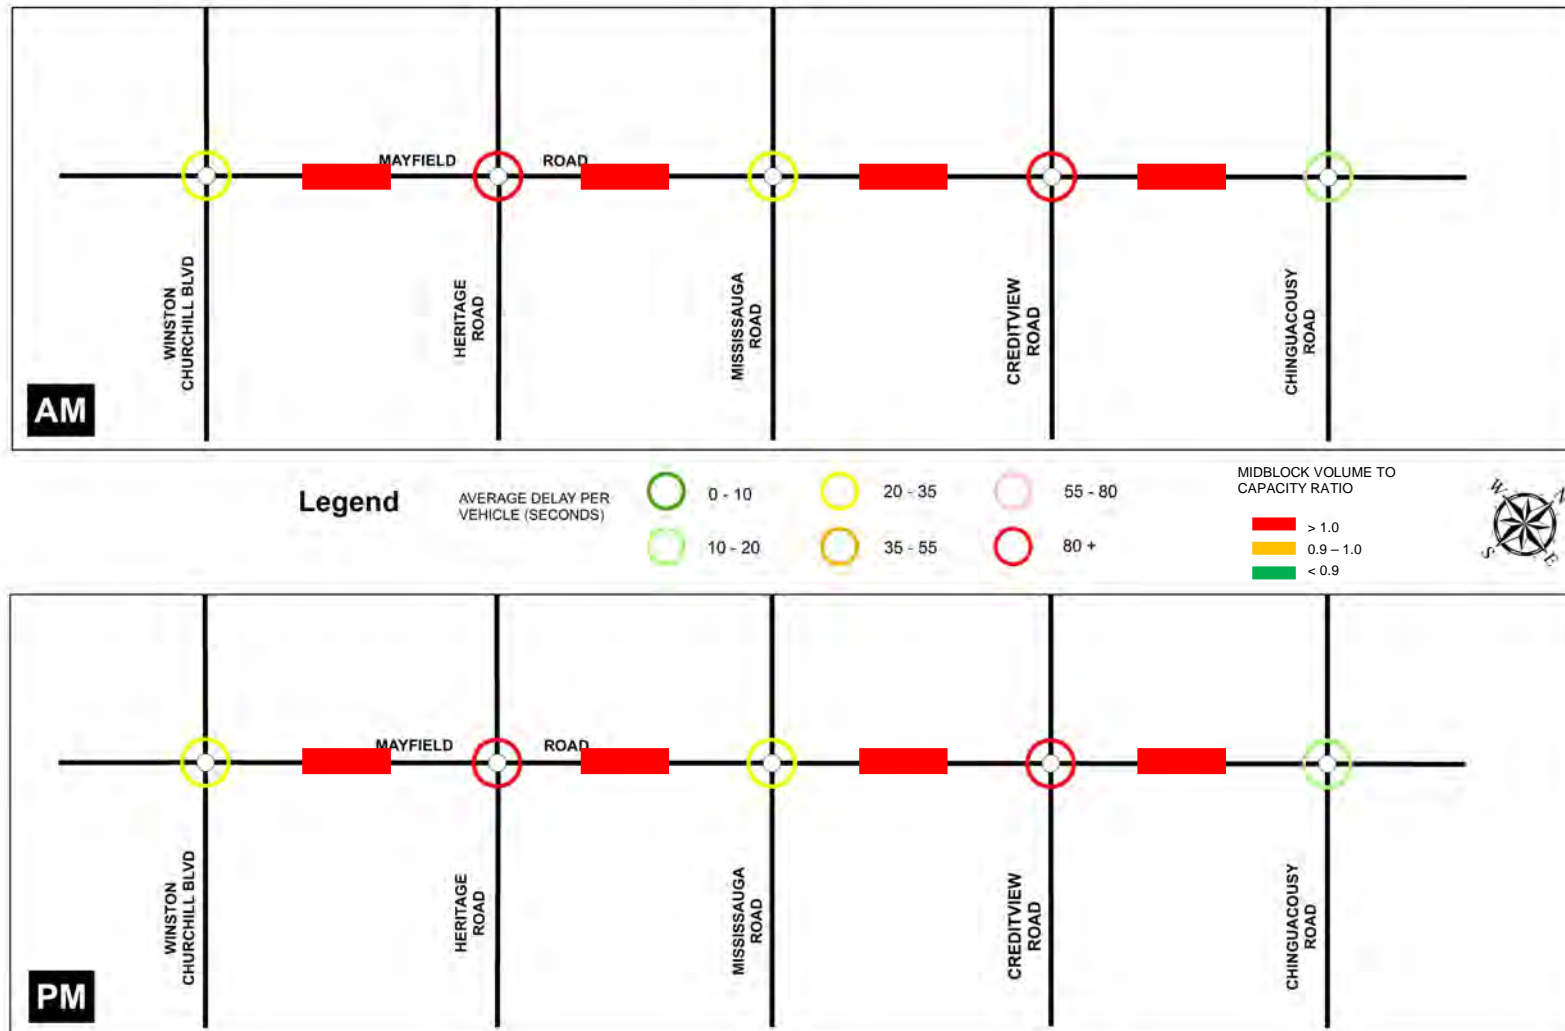 MAYFIELD ROAD
WINSTON
CHURCHILL BLVD
HERITAGE
ROAD
MISSISSAUGA
ROAD
CREDITVIEW
ROAD
CHINGUACOUSY
ROAD
AM
Legend
AVERAGE DELAY PER
VEHICLE (SECONDS)
0 - 10
20 - 35
55 - 80
10 - 20
35 - 55
80 +
MIDBLOCK VOLUME TO
CAPACITY RATIO
> 1.0
0.9 – 1.0
< 0.9
W
N
S
E
MAYFIELD ROAD
WINSTON
CHURCHILL BLVD
HERITAGE
ROAD
MISSISSAUGA
ROAD
CREDITVIEW
ROAD
CHINGUACOUSY
ROAD
PM